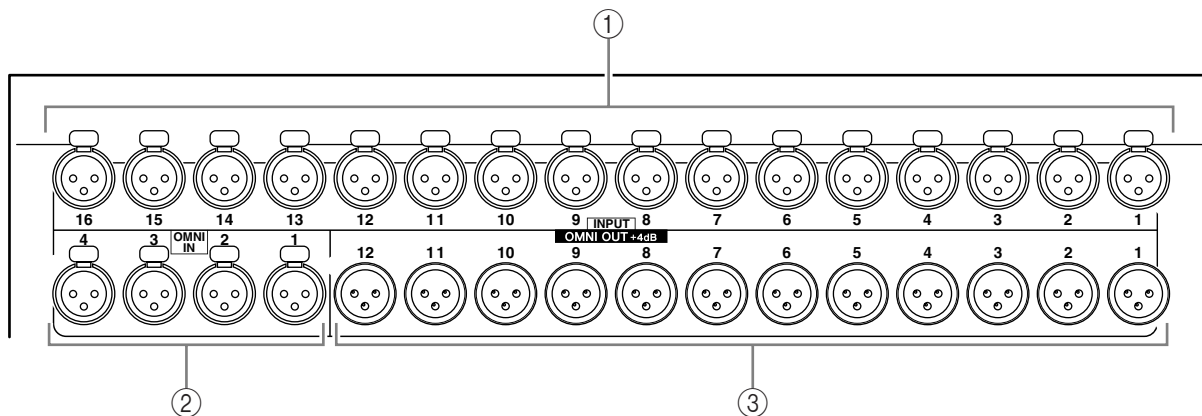 ①
16 15 14 13 12 11 10 9 8 7 6 5 4 3 2 1
INPUT
4 3 OMNI IN 2 1
OMNI OUT +4dB
12 11 10 9 8 7 6 5 4 3 2 1
② ③